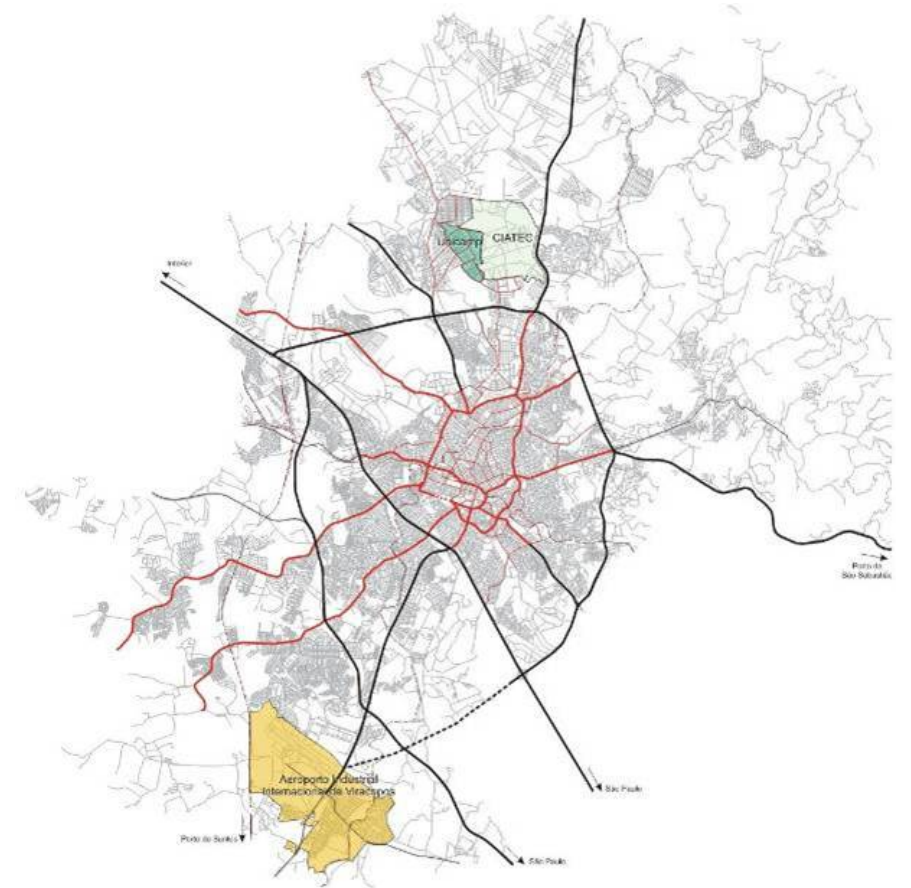 Unicamp
CIATEC
Interior
Porto de
São Sebastião
Aeroporto Industrial
Internacional de Viracopos
São Paulo
Porto de Santos
São Paulo